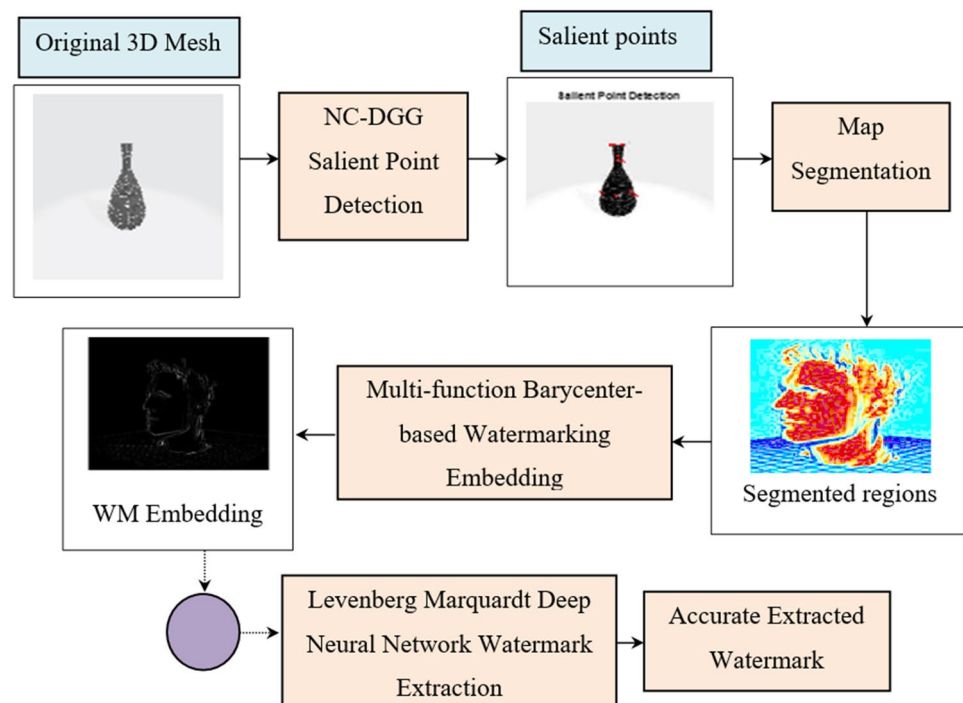 Original 3D Mesh
Salient points
NC-DGG
Salient Point
Detection
Salient Point Detection
Map
Segmentation
Multi-function Barycenter-
based Watermarking
Embedding
WM Embedding
Segmented regions
Levenberg Marquardt Deep
Neural Network Watermark
Extraction
Accurate Extracted
Watermark